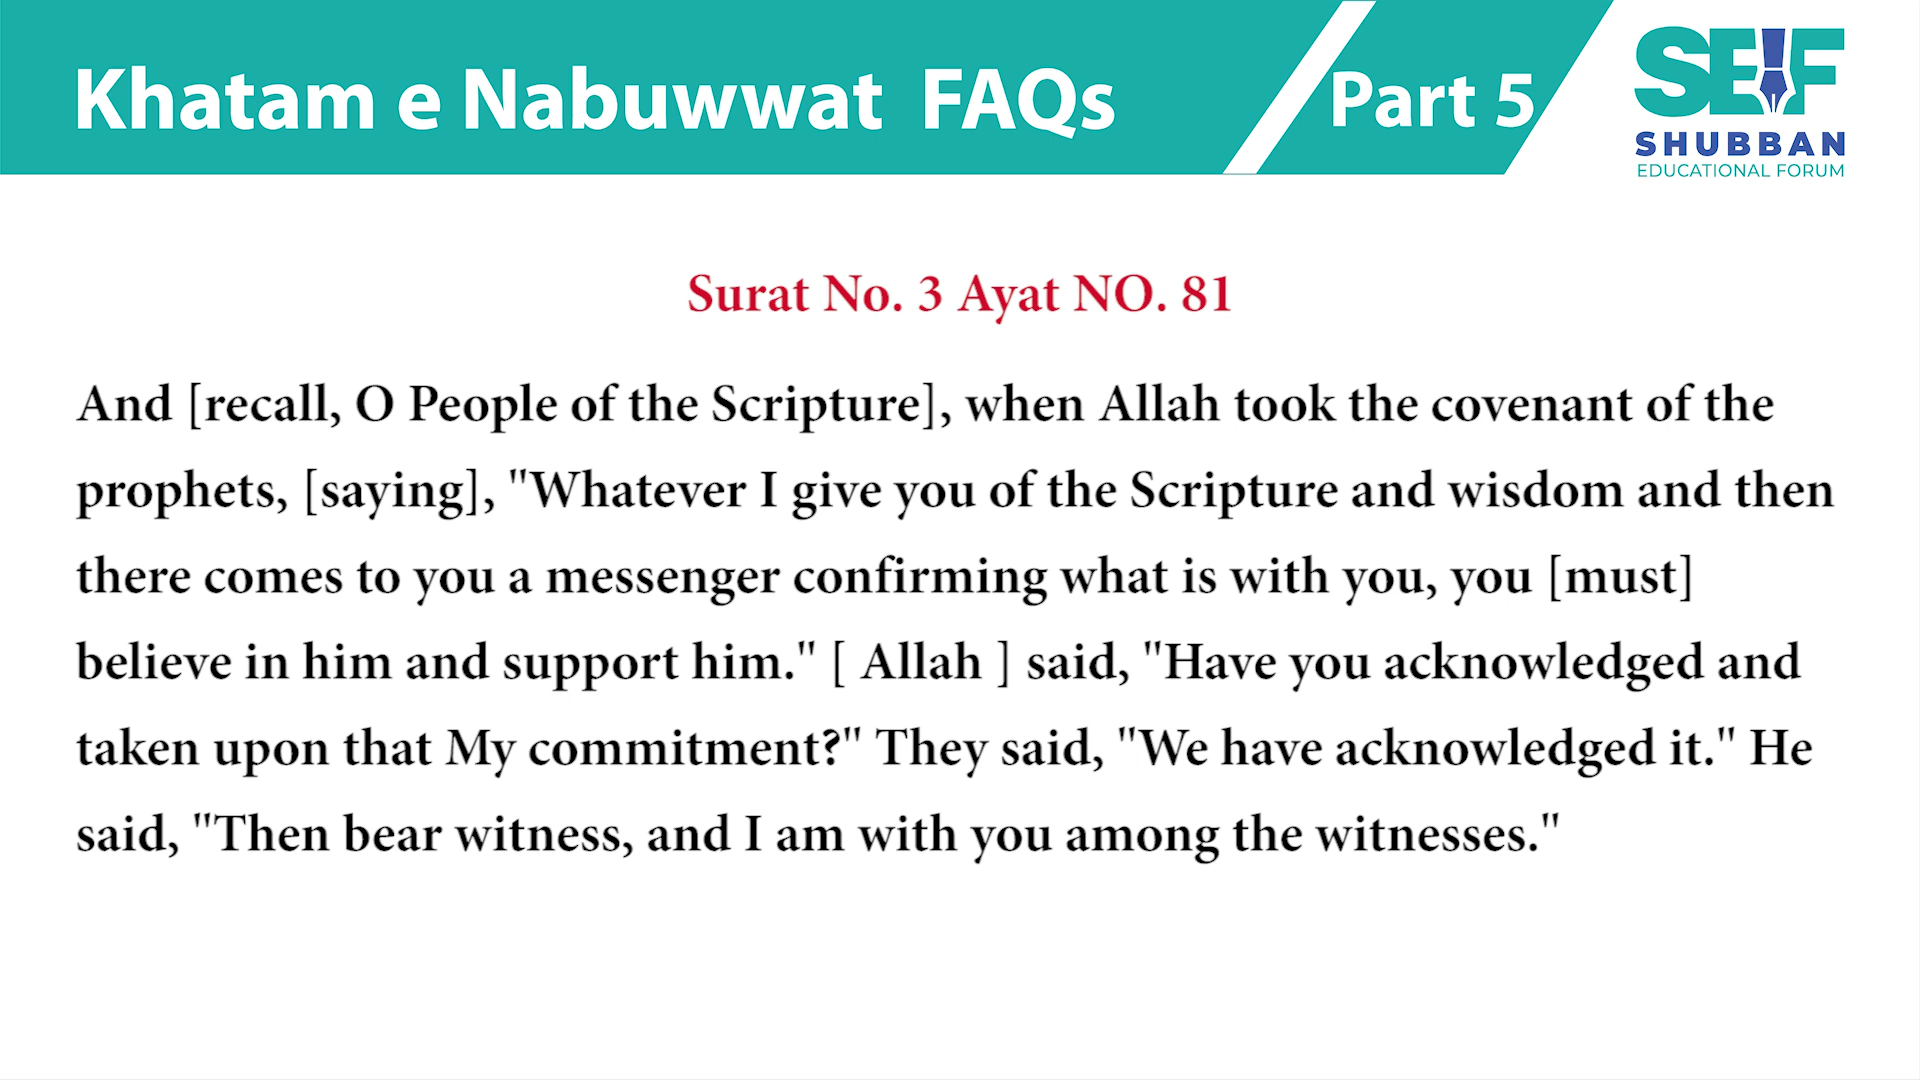 Khatam e Nabuwwat FAQs
Part 5
SEF
SHUBBAN
EDUCATIONAL FORUM
Surat No. 3 Ayat NO. 81
And [recall, O People of the Scripture], when Allah took the covenant of the
prophets, [saying], "Whatever I give you of the Scripture and wisdom and then
there comes to you a messenger confirming what is with you, you [must]
believe in him and support him." [ Allah ] said, "Have you acknowledged and
taken upon that My commitment?" They said, "We have acknowledged it." He
said, "Then bear witness, and I am with you among the witnesses."